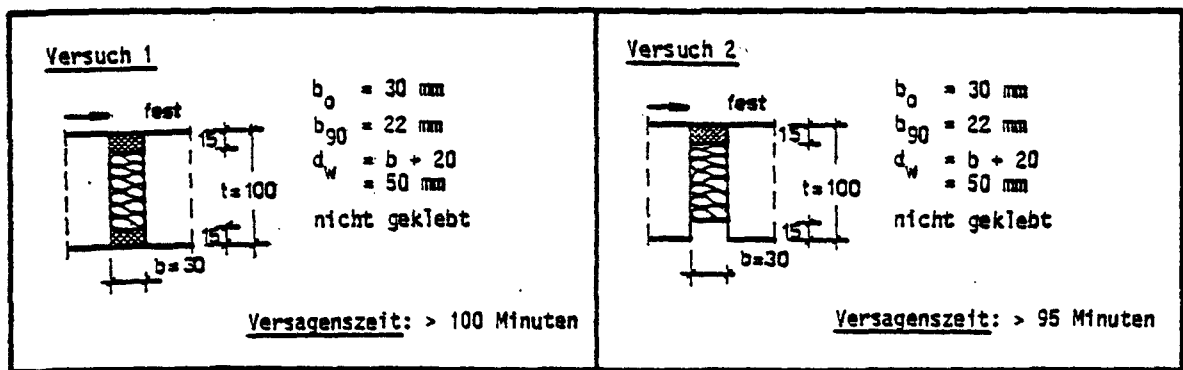 Versuch 1
fest
15
t=100
15
b=30
b₀ = 30 mm
b₉₀ = 22 mm
d_w = b + 20
= 50 mm
nicht geklebt
Versagenszeit: > 100 Minuten
Versuch 2
fest
15
t=100
15
b=30
b₀ = 30 mm
b₉₀ = 22 mm
d_w = b + 20
= 50 mm
nicht geklebt
Versagenszeit: > 95 Minuten